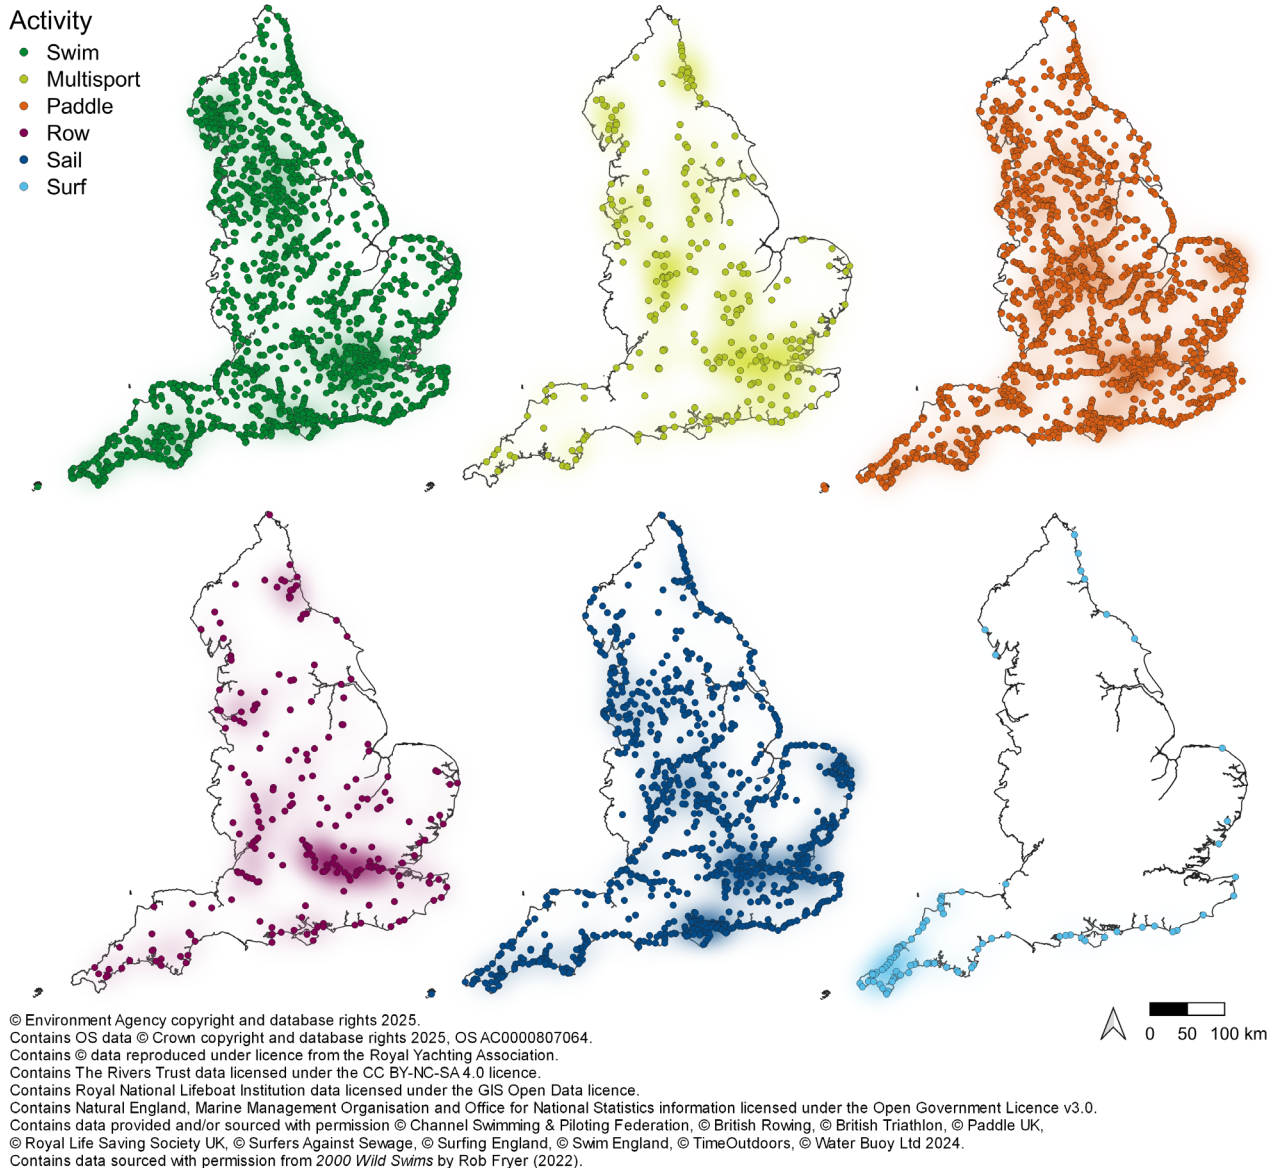 Activity
Swim
Multisport
Paddle
Row
Sail
Surf
0 50 100 km
© Environment Agency copyright and database rights 2025.
Contains OS data © Crown copyright and database rights 2025, OS AC0000807064.
Contains © data reproduced under licence from the Royal Yachting Association.
Contains The Rivers Trust data licensed under the CC BY-NC-SA 4.0 licence.
Contains Royal National Lifeboat Institution data licensed under the GIS Open Data licence.
Contains Natural England, Marine Management Organisation and Office for National Statistics information licensed under the Open Government Licence v3.0.
Contains data provided and/or sourced with permission © Channel Swimming & Piloting Federation, © British Rowing, © British Triathlon, © Paddle UK,
© Royal Life Saving Society UK, © Surfers Against Sewage, © Surfing England, © Swim England, © TimeOutdoors, © Water Buoy Ltd 2024.
Contains data sourced with permission from 2000 Wild Swims by Rob Fryer (2022).